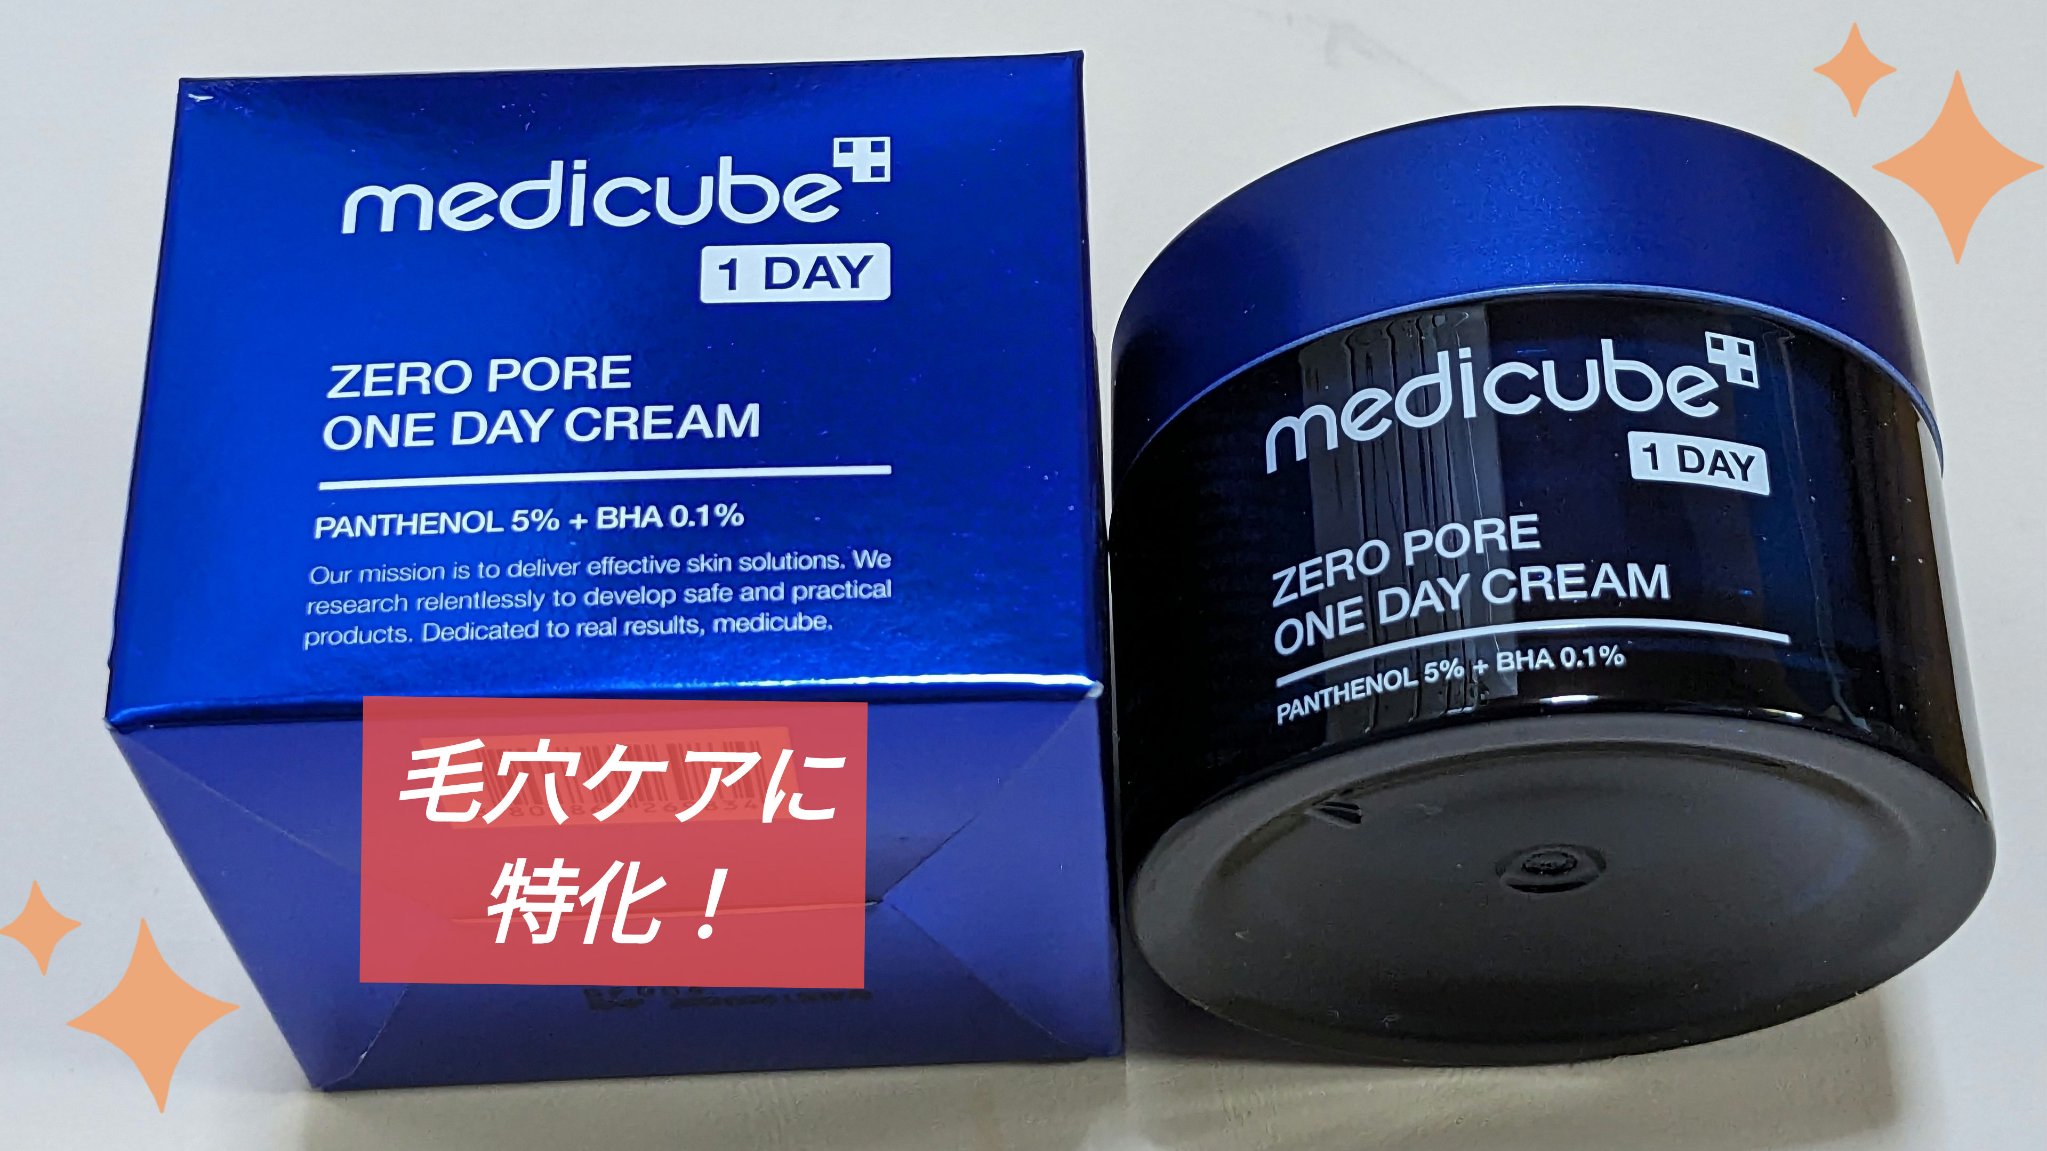 medicube
1 DAY
ZERO PORE
ONE DAY CREAM
PANTHENOL 5% + BHA 0.1%
Our mission is to deliver effective skin solutions. We
research relentlessly to develop safe and practical
products. Dedicated to real results, medicube.
毛穴ケアに
特化！
medicube
1 DAY
ZERO PORE
ONE DAY CREAM
PANTHENOL 5% + BHA 0.1%